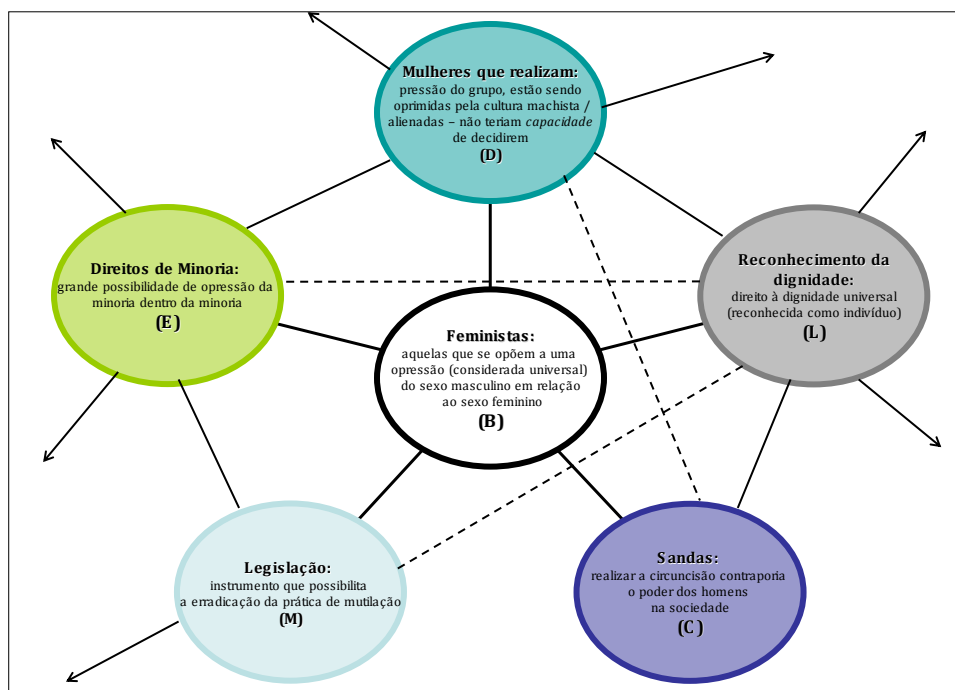 Mulheres que realizam:
pressão do grupo, estão sendo
oprimidas pela cultura machista /
alienadas – não teriam capacidade
de decidirem
(D)
Direitos de Minoria:
grande possibilidade de opressão da
minoria dentro da minoria
(E)
Reconhecimento da
dignidade:
direito à dignidade universal
(reconhecida como indivíduo)
(L)
Feministas:
aquelas que se opõem a uma
opressão (considerada universal)
do sexo masculino em relação
ao sexo feminino
(B)
Legislação:
instrumento que possibilita
a erradicação da prática de mutilação
(M)
Sandas:
realizar a circuncisão contraporia
o poder dos homens
na sociedade
(C)